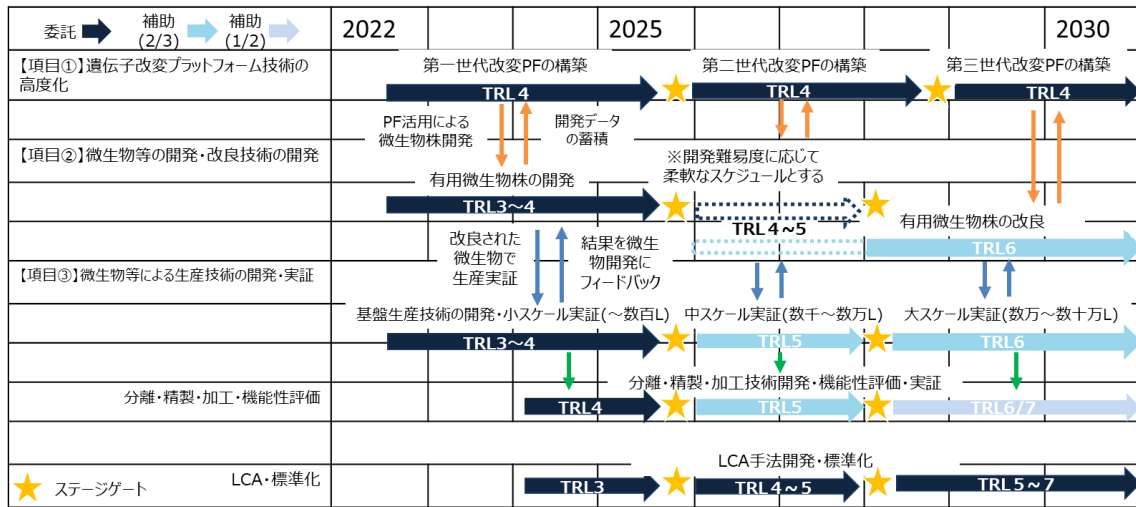 委託
補助
(2/3)
補助
(1/2)
2022
2025
2030
【項目①】遺伝子改変プラットフォーム技術の
高度化
第一世代改変PFの構築
第二世代改変PFの構築
第三世代改変PFの構築
TRL4
TRL4
TRL4
PF活用による
微生物株開発
開発データ
の蓄積
【項目②】微生物等の開発・改良技術の開発
※開発難易度に応じて
柔軟なスケジュールとする
有用微生物株の開発
TRL3~4
TRL4~5
有用微生物株の改良
TRL6
改良された
微生物で
生産実証
結果を微生
物開発に
フィードバック
【項目③】微生物等による生産技術の開発・実証
基盤生産技術の開発・小スケール実証(~数百L)
中スケール実証(数千~数万L)
大スケール実証(数万~数十万L)
TRL3~4
TRL5
TRL6
分離・精製・加工技術開発・機能性評価・実証
分離・精製・加工・機能性評価
TRL4
TRL5
TRL6/7
LCA手法開発・標準化
ステージゲート
LCA・標準化
TRL3
TRL4~5
TRL5~7